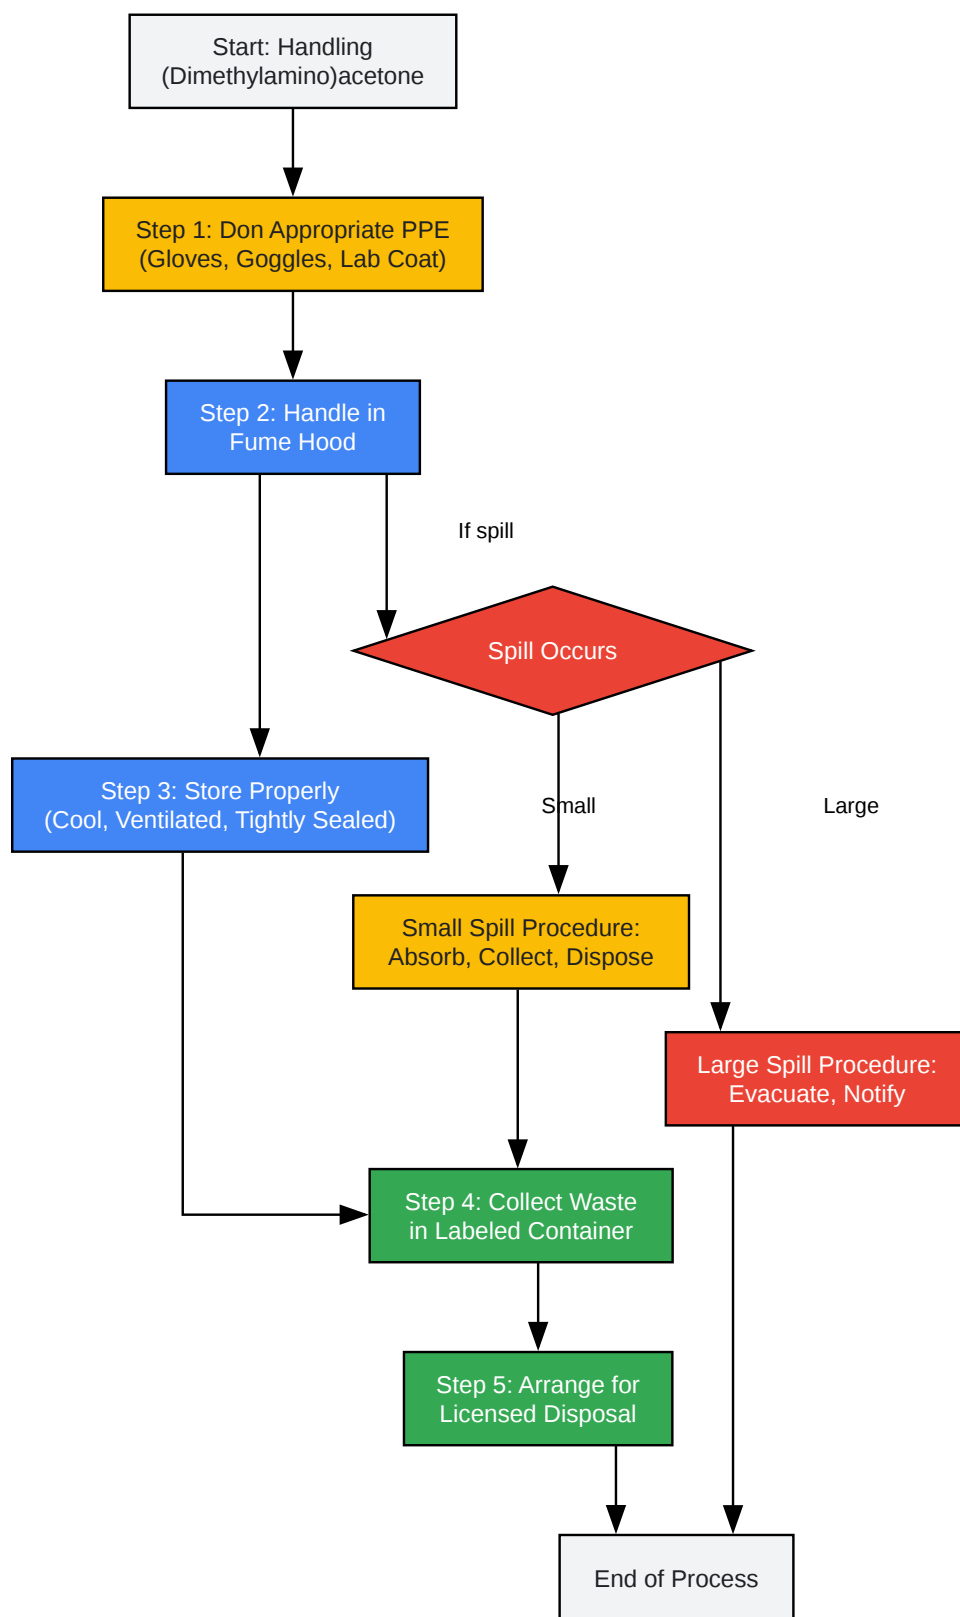 Start: Handling
(Dimethylamino)acetone
Step 1: Don Appropriate PPE
(Gloves, Goggles, Lab Coat)
Step 2: Handle in
Fume Hood
If spill
Spill Occurs
Step 3: Store Properly
(Cool, Ventilated, Tightly Sealed)
Small
Large
Small Spill Procedure:
Absorb, Collect, Dispose
Large Spill Procedure:
Evacuate, Notify
Step 4: Collect Waste
in Labeled Container
Step 5: Arrange for
Licensed Disposal
End of Process